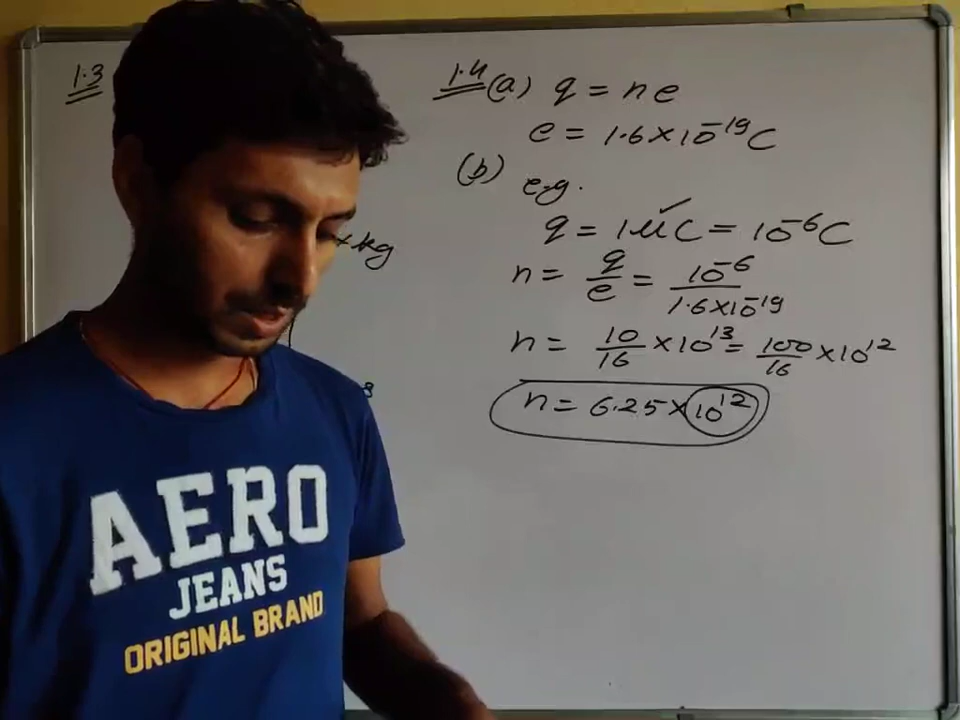 1.3
kg
1.4 (a) q = ne
e = 1.6×10⁻¹⁹C
(b) e.g.
q = 1μC = 10⁻⁶C
n = q/e = 10⁻⁶/1.6×10⁻¹⁹
n = 10/16 ×10¹³ = 100/16 ×10¹²
n = 6.25×10¹²
AERO
JEANS
ORIGINAL BRAND